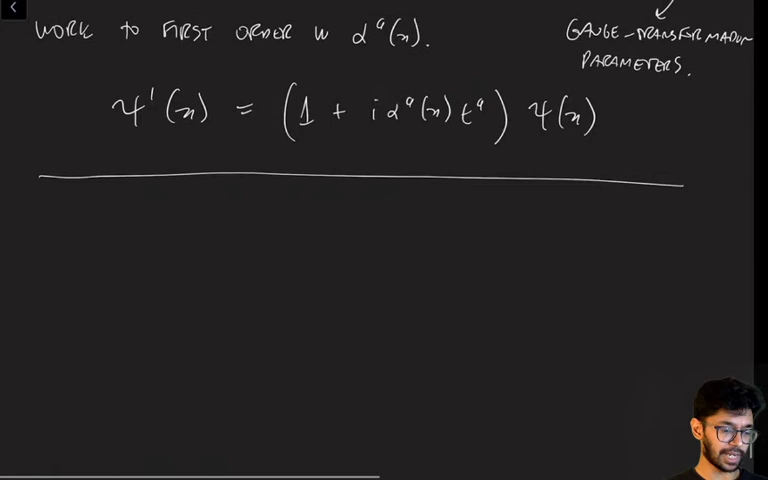 WORK TO FIRST ORDER IN α^a(x).
GAUGE-TRANSFORMATION
PARAMETERS.
ψ'(x) = (1 + iα^a(x)t^a) ψ(x)